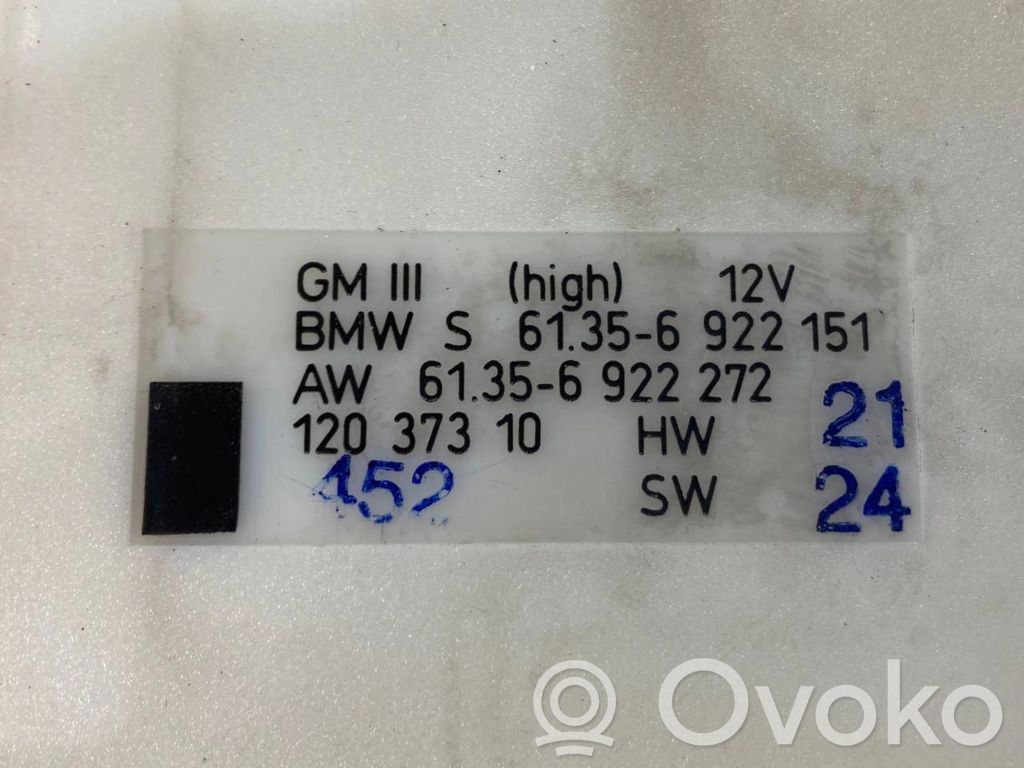 GM III (high) 12V
BMW S 61.35-6 922 151
AW 61.35-6 922 272
120 373 10 HW 21
452 SW 24
Ovoko